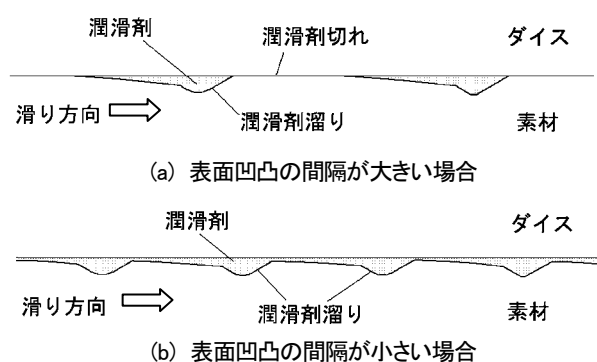 潤滑剤 潤滑剤切れ ダイス
滑り方向 潤滑剤溜り 素材
(a) 表面凹凸の間隔が大きい場合
潤滑剤 ダイス
滑り方向 潤滑剤溜り 素材
(b) 表面凹凸の間隔が小さい場合